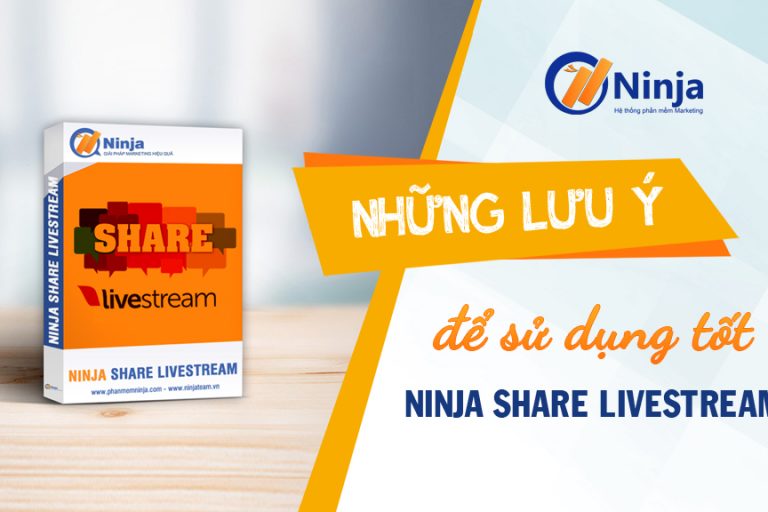 Ninja
GIẢI PHÁP MARKETING HIỆU QUẢ
NINJA SHARE LIVESTREAM
SHARE
livestream
NINJA SHARE LIVESTREAM
www.phanmemninja.com - www.ninjateam.vn
Ninja
Hệ thống phần mềm Marketing
NHỮNG LƯU Ý
để sử dụng tốt
NINJA SHARE LIVESTREAM